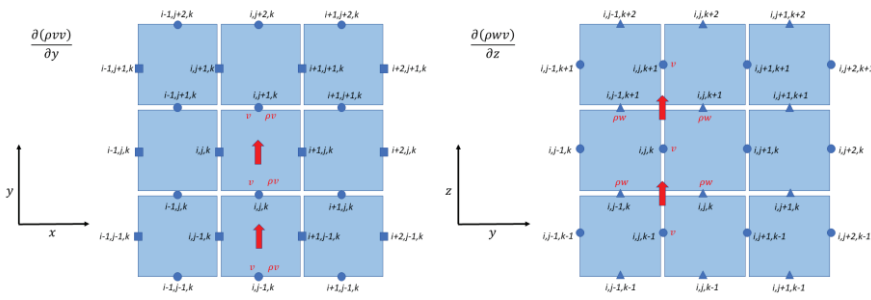 i-1,j+2,k i,j+2,k i+1,j+2,k
∂(ρvv)
∂y
i-1,j+1,k i,j+1,k i+1,j+1,k i+2,j+1,k
i-1,j+1,k i,j+1,k i+1,j+1,k
v ρv
i-1,j,k i,j,k i+1,j,k i+2,j,k
v ρv
i-1,j,k i,j,k i+1,j,k
i-1,j-1,k i,j-1,k i+1,j-1,k i+2,j-1,k
i-1,j-1,k i,j-1,k i+1,j-1,k
y
x
i,j-1,k+2 i,j,k+2 i,j+1,k+2
∂(ρwv)
∂z
i,j-1,k+1 i,j,k+1 v i,j+1,k+1 i,j+2,k+1
i,j-1,k+1 i,j,k+1 i,j+1,k+1
ρw ρw
i,j-1,k i,j,k v i,j+1,k i,j+2,k
ρw ρw
i,j-1,k i,j,k i,j+1,k
i,j-1,k-1 i,j,k-1 v i,j+1,k-1 i,j+2,k-1
i,j-1,k-1 i,j,k-1 i,j+1,k-1
z
y